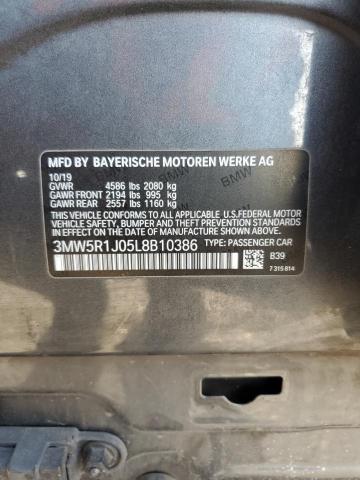 MFD BY BAYERISCHE MOTOREN WERKE AG
10/19
GVWR 4586 lbs 2080 kg
GAWR FRONT 2194 lbs 995 kg
GAWR REAR 2557 lbs 1160 kg
THIS VEHICLE CONFORMS TO ALL APPLICABLE U.S. FEDERAL MOTOR VEHICLE
SAFETY, BUMPER AND THEFT PREVENTION STANDARDS
IN EFFECT ON THE DATE OF MANUFACTURE SHOWN ABOVE.
3MW5R1J05L8B10386 TYPE: PASSENGER CAR
B39
7 315 814